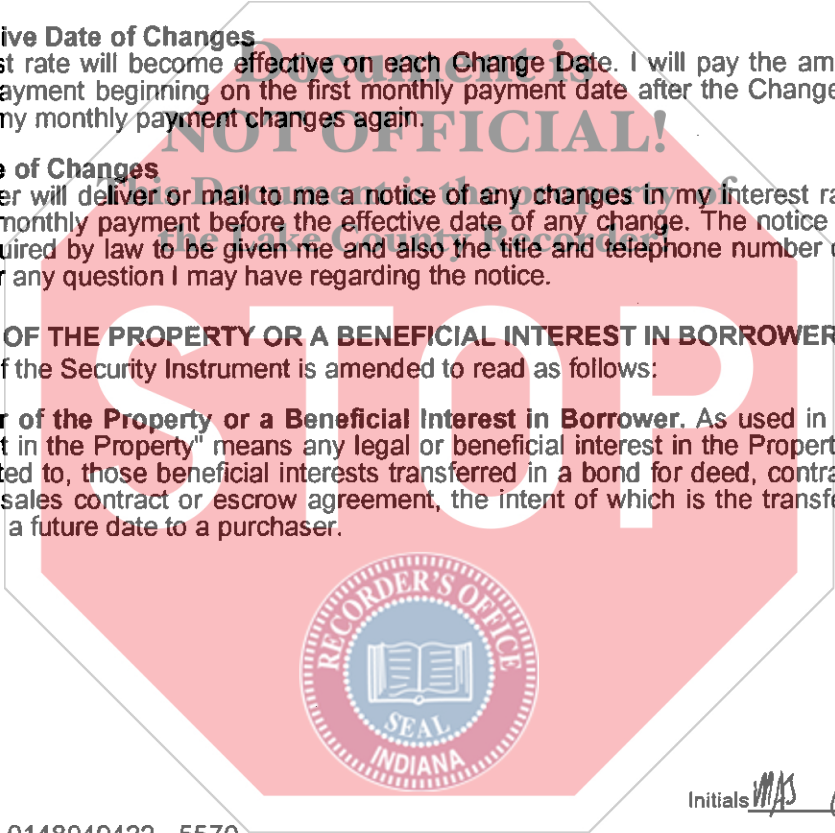 ive Date of Changes
st rate will become effective on each Change Date. I will pay the am
ayment beginning on the first monthly payment date after the Change
ny monthly payment changes again.
e of Changes
er will deliver or mail to me a notice of any changes in my interest ra
monthly payment before the effective date of any change. The notice
uired by law to be given me and also the title and telephone number
r any question I may have regarding the notice.
OF THE PROPERTY OR A BENEFICIAL INTEREST IN BORROWER
f the Security Instrument is amended to read as follows:
r of the Property or a Beneficial Interest in Borrower. As used in
t in the Property" means any legal or beneficial interest in the Propert
ted to, those beneficial interests transferred in a bond for deed, contra
sales contract or escrow agreement, the intent of which is the transfe
a future date to a purchaser.
Document is
NOT OFFICIAL!
This Document is the property of
the Lake County Recorder!
STOP
RECORDER'S OFFICE
SEAL
INDIANA
Initials MAS
0148949422 - 5570